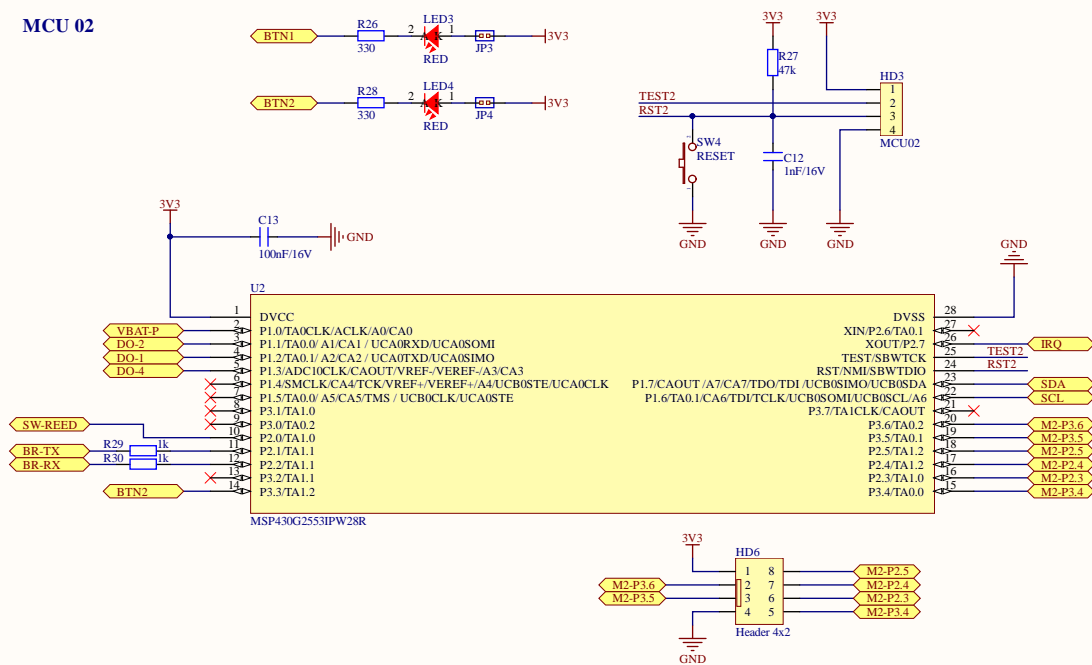 MCU 02
BTN1
R26
330
2
LED3
A K
1
RED
JP3
3V3
BTN2
R28
330
2
LED4
A K
1
RED
JP4
3V3
3V3
3V3
R27
47k
HD3
TEST2
RST2
1
2
3
4
MCU02
SW4
RESET
C12
1nF/16V
GND
GND
GND
3V3
C13
100nF/16V
GND
GND
U2
1 DVCC
DVSS 28
VBAT-P 2 P1.0/TA0CLK/ACLK/A0/CA0
XIN/P2.6/TA0.1 27
DO-2 3 P1.1/TA0.0/ A1/CA1 / UCA0RXD/UCA0SOMI
XOUT/P2.7 26 IRQ
DO-1 4 P1.2/TA0.1/ A2/CA2 / UCA0TXD/UCA0SIMO
TEST/SBWTCK 25 TEST2
DO-4 5 P1.3/ADC10CLK/CAOUT/VREF-/VEREF-/A3/CA3
RST/NMI/SBWTDIO 24 RST2
6 P1.4/SMCLK/CA4/TCK/VREF+/VEREF+/A4/UCB0STE/UCA0CLK
P1.7/CAOUT /A7/CA7/TDO/TDI /UCB0SIMO/UCB0SDA 23 SDA
7 P1.5/TA0.0/ A5/CA5/TMS / UCB0CLK/UCA0STE
P1.6/TA0.1/CA6/TDI/TCLK/UCB0SOMI/UCB0SCL/A6 22 SCL
8 P3.1/TA1.0
P3.7/TA1CLK/CAOUT 21
9 P3.0/TA0.2
P3.6/TA0.2 20 M2-P3.6
SW-REED 10 P2.0/TA1.0
P3.5/TA0.1 19 M2-P3.5
BR-TX R29 1k 11 P2.1/TA1.1
P2.5/TA1.2 18 M2-P2.5
BR-RX R30 1k 12 P2.2/TA1.1
P2.4/TA1.2 17 M2-P2.4
13 P3.2/TA1.1
P2.3/TA1.0 16 M2-P2.3
BTN2 14 P3.3/TA1.2
P3.4/TA0.0 15 M2-P3.4
MSP430G2553IPW28R
3V3
HD6
1 8 M2-P2.5
M2-P3.6 2 7 M2-P2.4
M2-P3.5 3 6 M2-P2.3
4 5 M2-P3.4
Header 4x2
GND